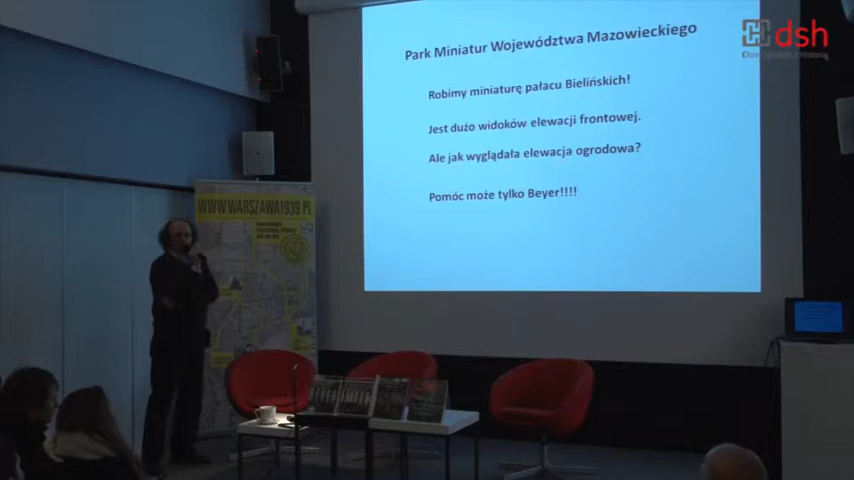 dsh
Park Miniatur Województwa Mazowieckiego
Robimy miniaturę pałacu Bielińskich!
Jest dużo widoków elewacji frontowej.
Ale jak wyglądała elewacja ogrodowa?
Pomóc może tylko Beyer!!!!
WWW.WARSZAWA1939.PL